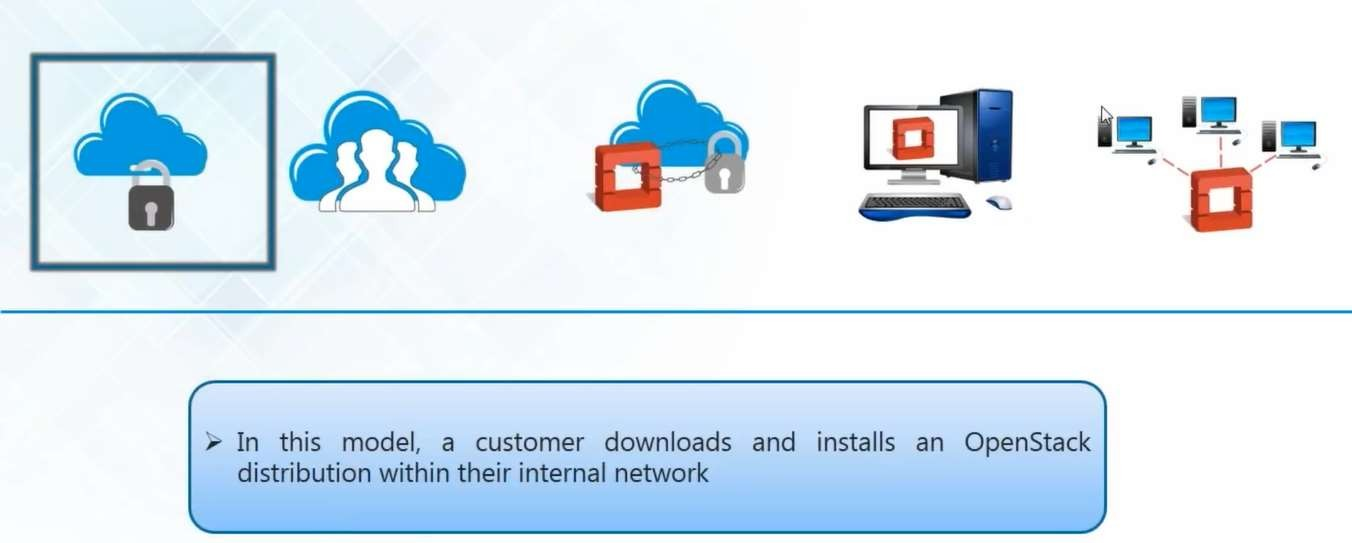 ➢ In this model, a customer downloads and installs an OpenStack
distribution within their internal network